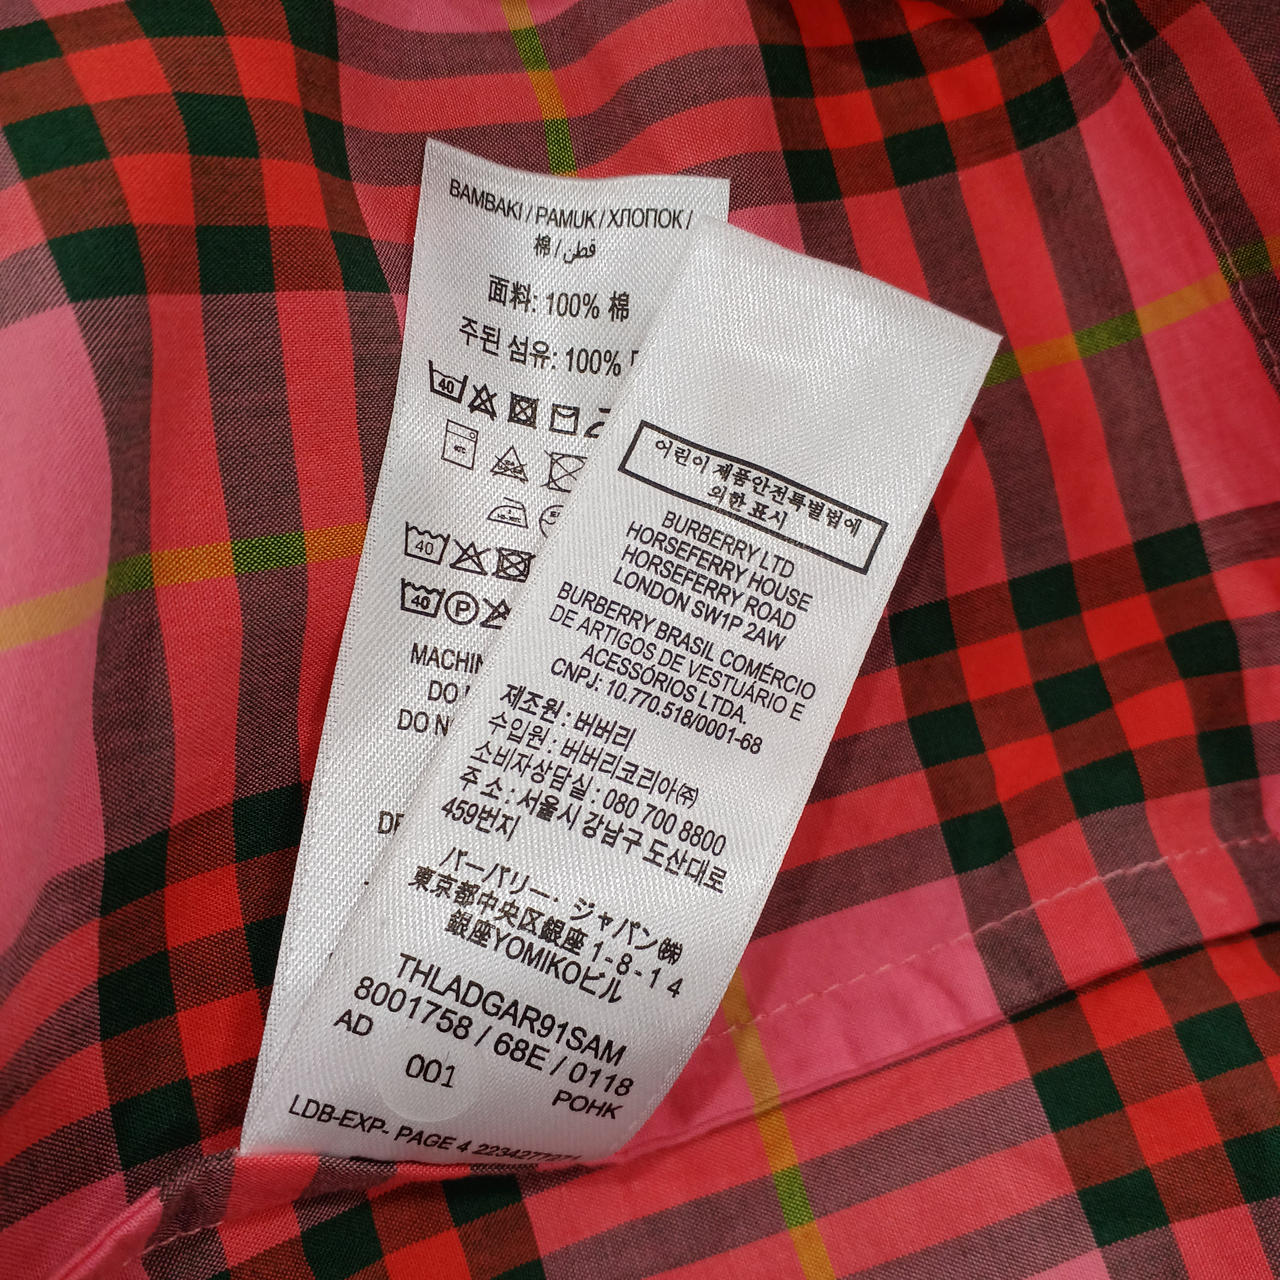 BAMBAKI / PAMUK / ХЛОПОК /
棉 / قطن
面料: 100% 棉
주된 섬유: 100%
40
40
40 P
MACHIN
DO
DO N
DR
어린이 제품안전특별법에
의한 표시
BURBERRY LTD
HORSEFERRY HOUSE
HORSEFERRY ROAD
LONDON SW1P 2AW
BURBERRY BRASIL COMÉRCIO
DE ARTIGOS DE VESTUÁRIO E
ACESSÓRIOS LTDA.
CNPJ: 10.770.518/0001-68
제조원 : 버버리
수입원 : 버버리코리아㈜
소비자상담실 : 080 700 8800
주 소 : 서울시 강남구 도산대로
459번지
バーバリー・ジャパン㈱
東京都中央区銀座 1-8-14
銀座YOMIKOビル
THLADGAR91SAM
8001758 / 68E / 0118
AD
001
POHK
LDB-EXP- PAGE 4